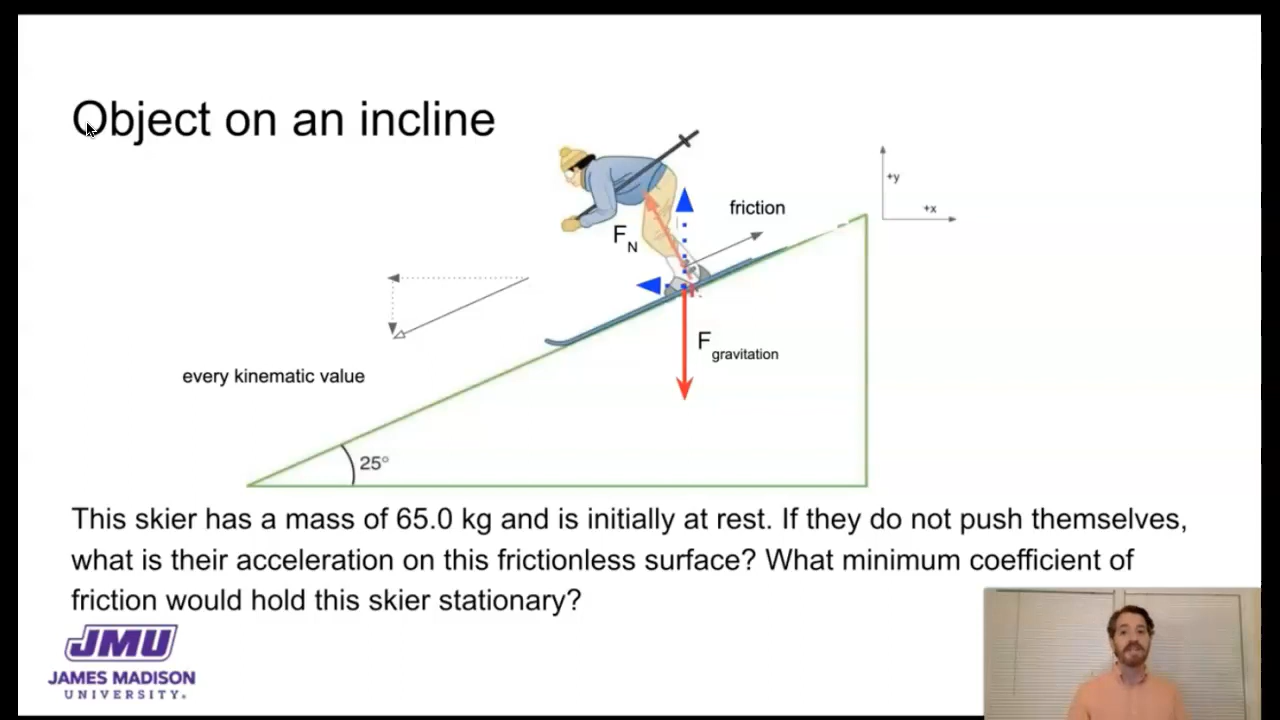 Object on an incline
+y
+x
friction
F
N
F
gravitation
every kinematic value
25°
This skier has a mass of 65.0 kg and is initially at rest. If they do not push themselves,
what is their acceleration on this frictionless surface? What minimum coefficient of
friction would hold this skier stationary?
JMU
JAMES MADISON
UNIVERSITY®